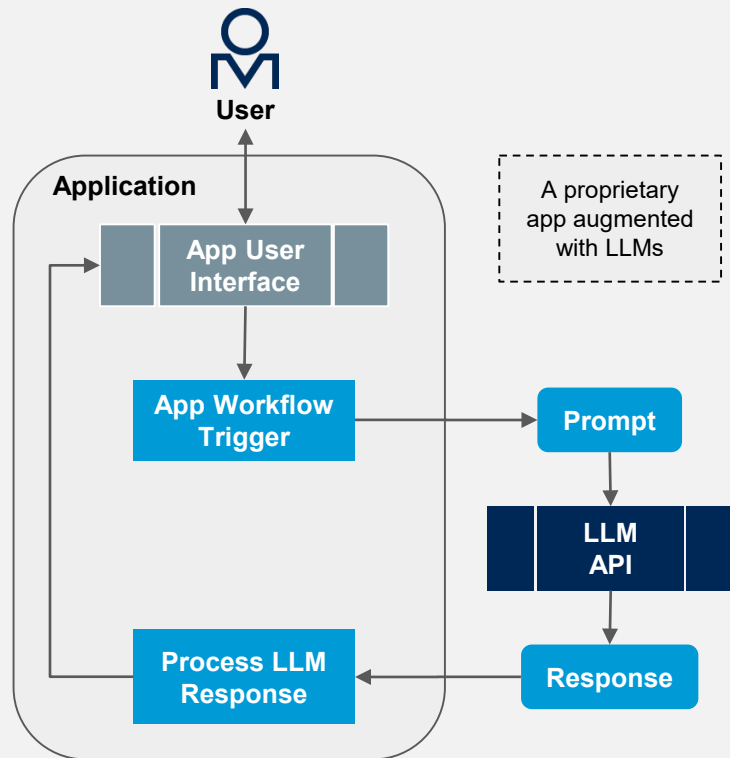 User
Application
A proprietary
app augmented
with LLMs
App User
Interface
App Workflow
Trigger
Prompt
LLM
API
Process LLM
Response
Response